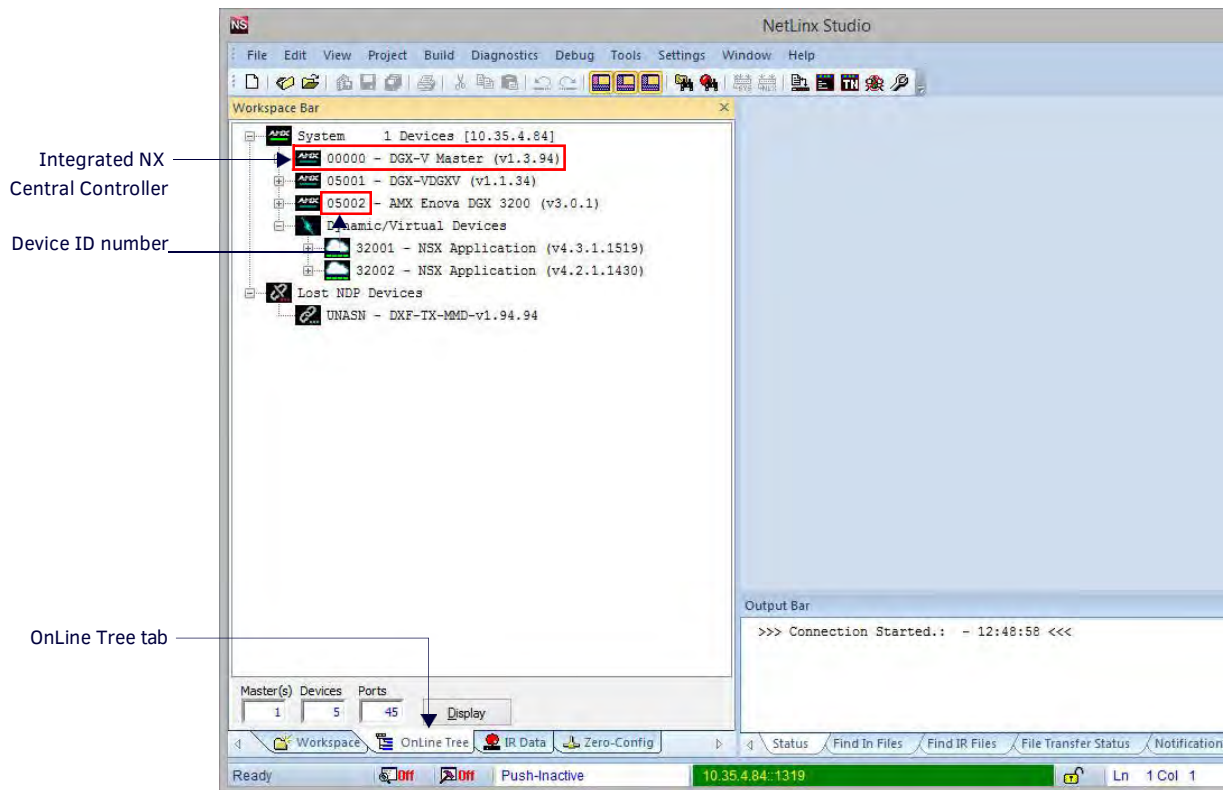 NS NetLinx Studio
File Edit View Project Build Diagnostics Debug Tools Settings Window Help
Workspace Bar
System 1 Devices [10.35.4.84]
Integrated NX
Central Controller
00000 - DGX-V Master (v1.3.94)
05001 - DGX-VDGXV (v1.1.34)
05002 - AMX Enova DGX 3200 (v3.0.1)
Device ID number
Dynamic/Virtual Devices
32001 - NSX Application (v4.3.1.1519)
32002 - NSX Application (v4.2.1.1430)
Lost NDP Devices
UNASN - DXF-TX-MMD-v1.94.94
Output Bar
>>> Connection Started.: - 12:48:58 <<<
OnLine Tree tab
Master(s) Devices Ports
1 5 45 Display
Workspace OnLine Tree IR Data Zero-Config
Status Find In Files Find IR Files File Transfer Status Notification
Ready Off Off Push-Inactive 10.35.4.84::1319 Ln 1 Col 1